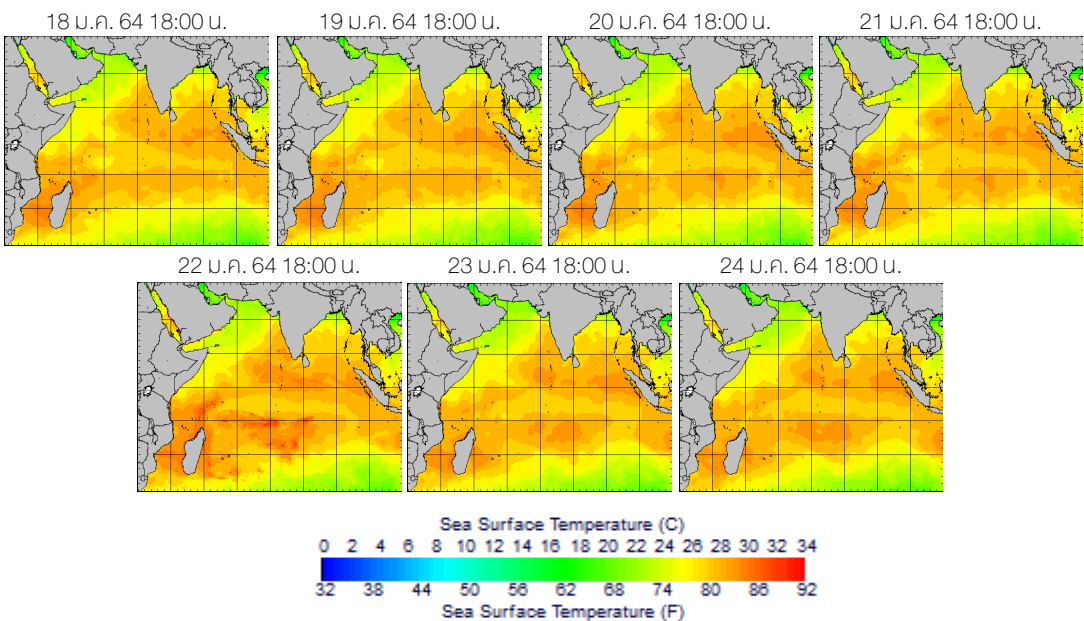 18 ม.ค. 64 18:00 น. 19 ม.ค. 64 18:00 น. 20 ม.ค. 64 18:00 น. 21 ม.ค. 64 18:00 น.
22 ม.ค. 64 18:00 น. 23 ม.ค. 64 18:00 น. 24 ม.ค. 64 18:00 น.
Sea Surface Temperature (C)
0 2 4 6 8 10 12 14 16 18 20 22 24 26 28 30 32 34
32 38 44 50 56 62 68 74 80 86 92
Sea Surface Temperature (F)